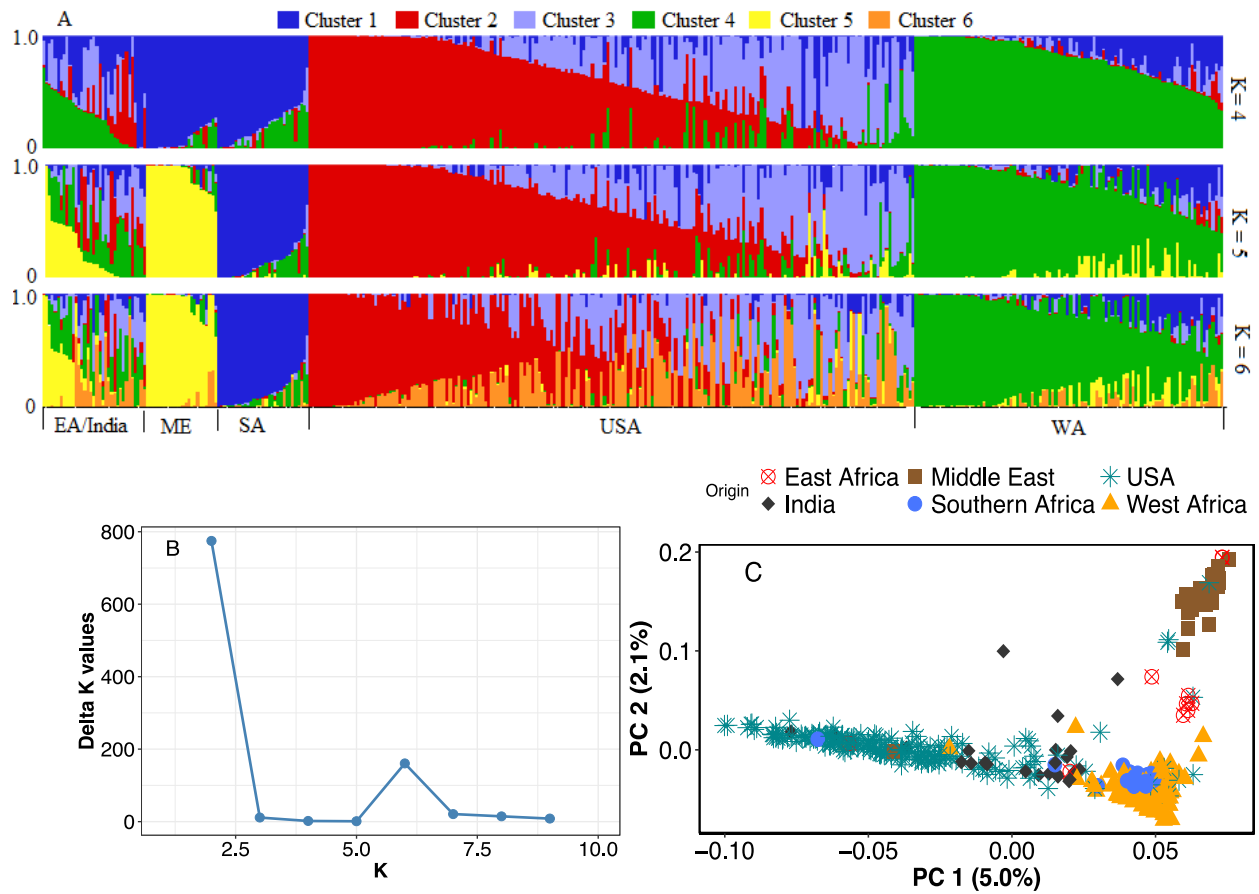 A
Cluster 1 Cluster 2 Cluster 3 Cluster 4 Cluster 5 Cluster 6
1.0
0
K= 4
1.0
0
K = 5
1.0
0
K = 6
EA/India ME SA USA WA
B
800
600
400
200
0
Delta K values
2.5 5.0 7.5 10.0
K
Origin
East Africa Middle East USA
India Southern Africa West Africa
C
0.2
0.1
0.0
PC 2 (2.1%)
−0.10 −0.05 0.00 0.05
PC 1 (5.0%)